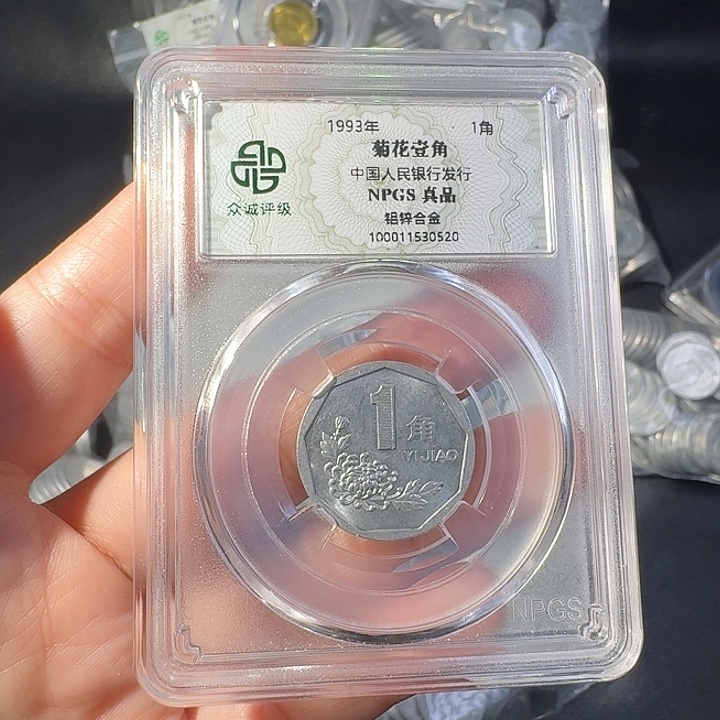 1993年 1角
菊花壹角
中国人民银行发行
NPGS 真品
铝锌合金
100011530520
众诚评级
1角
YI JIAO
NPGS